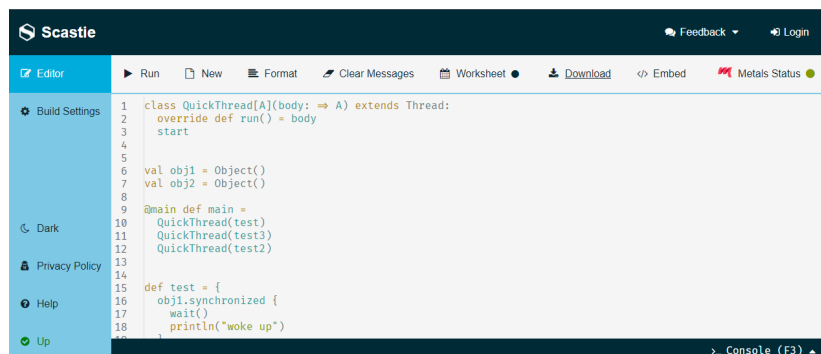 Scastie
Feedback
Login
Editor
Run
New
Format
Clear Messages
Worksheet
Download
</> Embed
Metals Status
Build Settings
Dark
Privacy Policy
Help
Up
1 class QuickThread[A](body: ⇒ A) extends Thread:
2 override def run() = body
3 start
4
5
6 val obj1 = Object()
7 val obj2 = Object()
8
9 @main def main =
10 QuickThread(test)
11 QuickThread(test3)
12 QuickThread(test2)
13
14
15 def test = {
16 obj1.synchronized {
17 wait()
18 println("woke up")
Console (F3)